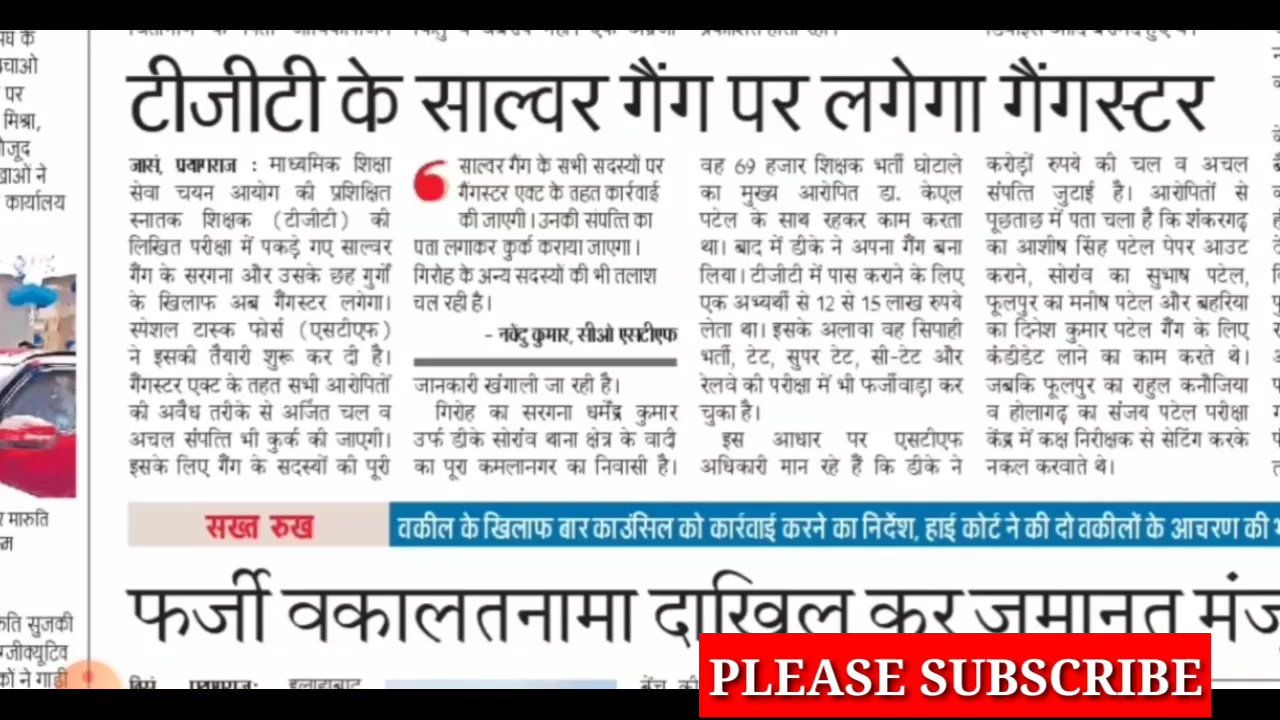 संघ के
पर
मिश्रा,
मौजूद
कार्यालय
मारुति
सुजकी
ने गाड़ी
टीजीटी के साल्वर गैंग पर लगेगा गैंगस्टर
जासं, प्रयागराज : माध्यमिक शिक्षा
सेवा चयन आयोग की प्रशिक्षित
स्नातक शिक्षक (टीजीटी) की
लिखित परीक्षा में पकड़े गए साल्वर
गैंग के सरगना और उसके छह गुर्गों
के खिलाफ अब गैंगस्टर लगेगा।
स्पेशल टास्क फोर्स (एसटीएफ)
ने इसकी तैयारी शुरू कर दी है।
गैंगस्टर एक्ट के तहत सभी आरोपितों
की अवैध तरीके से अर्जित चल व
अचल संपत्ति भी कुर्क की जाएगी।
इसके लिए गैंग के सदस्यों की पूरी
साल्वर गैंग के सभी सदस्यों पर
गैंगस्टर एक्ट के तहत कार्रवाई
की जाएगी। उनकी संपत्ति का
पता लगाकर कुर्क कराया जाएगा।
गिरोह के अन्य सदस्यों की भी तलाश
चल रही है।
- नवेंदु कुमार, सीओ एसटीएफ
जानकारी खंगाली जा रही है।
गिरोह का सरगना धर्मेंद्र कुमार
उर्फ डीके सोरांव थाना क्षेत्र के वादी
का पूरा कमलानगर का निवासी है।
वह 69 हजार शिक्षक भर्ती घोटाले
का मुख्य आरोपित डा. केएल
पटेल के साथ रहकर काम करता
था। बाद में डीके ने अपना गैंग बना
लिया। टीजीटी में पास कराने के लिए
एक अभ्यर्थी से 12 से 15 लाख रुपये
लेता था। इसके अलावा वह सिपाही
भर्ती, टेट, सुपर टेट, सी-टेट और
रेलवे की परीक्षा में भी फर्जीवाड़ा कर
चुका है।
इस आधार पर एसटीएफ
अधिकारी मान रहे हैं कि डीके ने
करोड़ों रुपये की चल व अचल
संपत्ति जुटाई है। आरोपितों से
पूछताछ में पता चला है कि शंकरगढ़
का आशीष सिंह पटेल पेपर आउट
कराने, सोरांव का सुभाष पटेल,
फूलपुर का मनीष पटेल और बहरिया
का दिनेश कुमार पटेल गैंग के लिए
कंडीडेट लाने का काम करते थे।
जबकि फूलपुर का राहुल कनौजिया
व होलागढ़ का संजय पटेल परीक्षा
केंद्र में कक्ष निरीक्षक से सेटिंग करके
नकल करवाते थे।
सख्त रुख
वकील के खिलाफ बार काउंसिल को कार्रवाई करने का निर्देश, हाई कोर्ट ने की दो वकीलों के आचरण की
फर्जी वकालतनामा दाखिल कर जमानत
PLEASE SUBSCRIBE